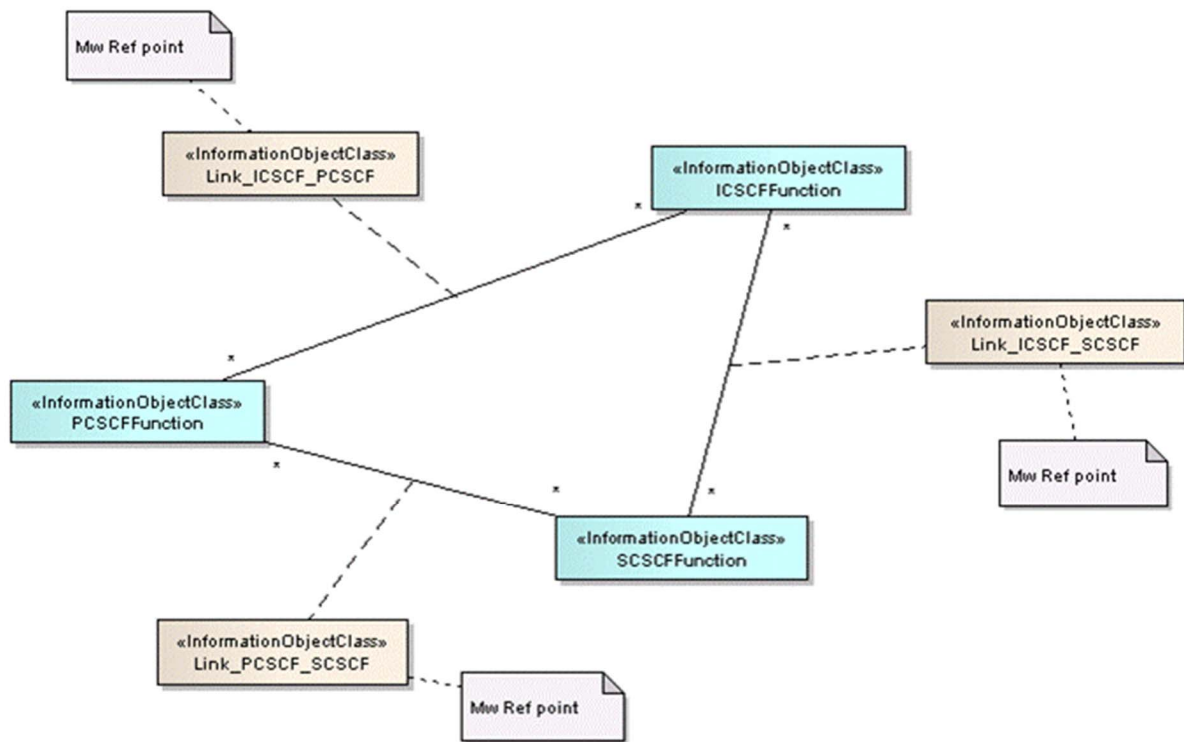 Mw Ref point
«InformationObjectClass»
Link_ICSCF_PCSCF
«InformationObjectClass»
ICSCFFunction
*
*
«InformationObjectClass»
Link_ICSCF_SCSCF
*
«InformationObjectClass»
PCSCFFunction
*
*
*
Mw Ref point
«InformationObjectClass»
SCSCFFunction
«InformationObjectClass»
Link_PCSCF_SCSCF
Mw Ref point